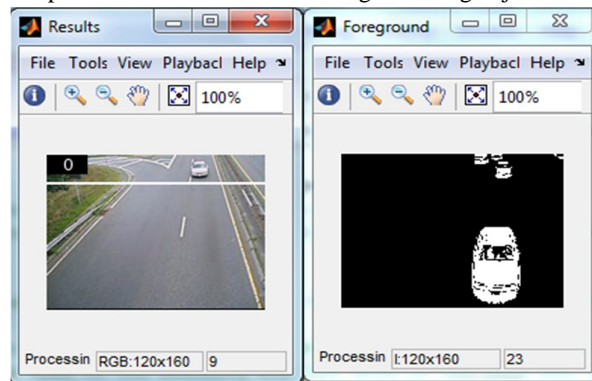 Results
File Tools View Playbacl Help
100%
0
Processin RGB:120x160 9
Foreground
File Tools View Playbacl Help
100%
Processin I:120x160 23